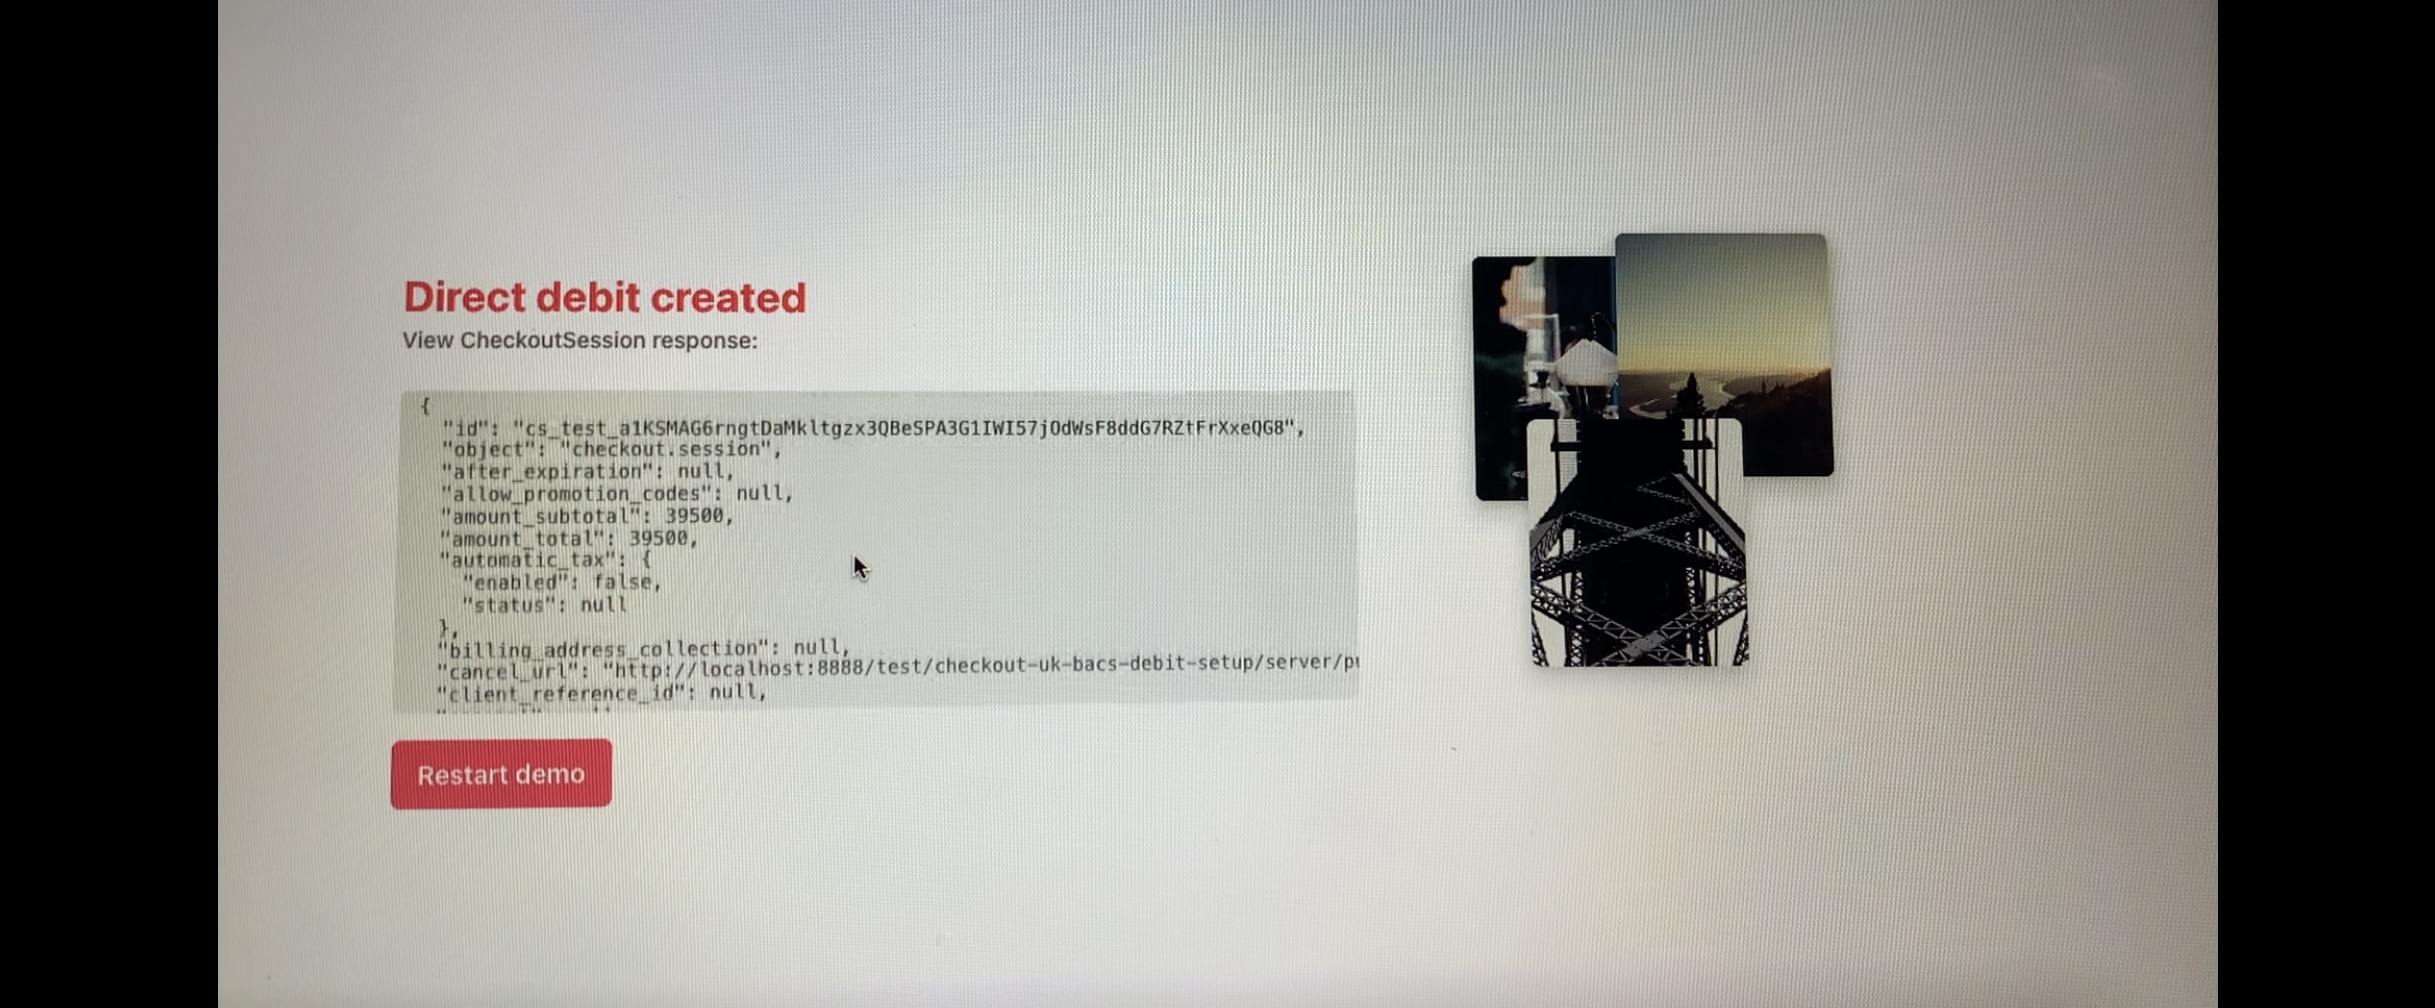 Direct debit created
View CheckoutSession response:
{
"id": "cs_test_a1KSMAG6rngtDaMkltgzx3QBeSPA3G1IWI57jOdWsF8ddG7RZtFrXxeQG8",
"object": "checkout.session",
"after_expiration": null,
"allow_promotion_codes": null,
"amount_subtotal": 39500,
"amount_total": 39500,
"automatic_tax": {
"enabled": false,
"status": null
},
"billing_address_collection": null,
"cancel_url": "http://localhost:8888/test/checkout-uk-bacs-debit-setup/server/pu
"client_reference_id": null,
Restart demo